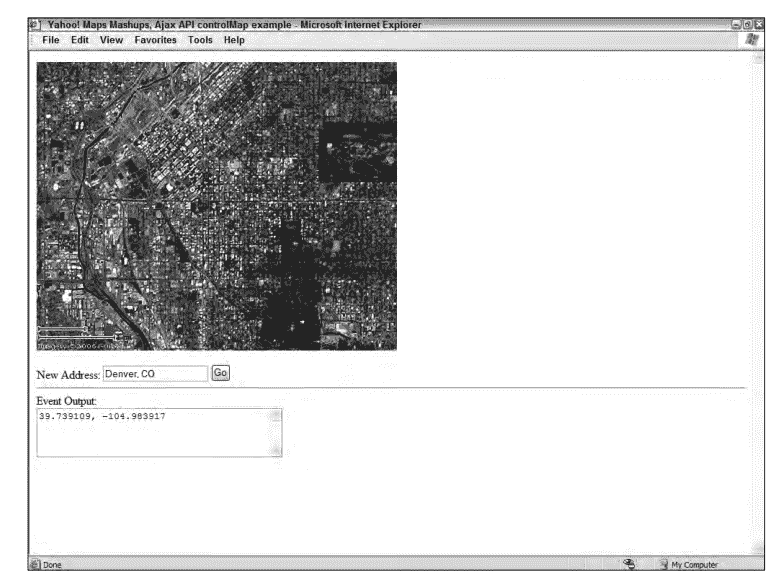 Yahoo! Maps Mashups, Ajax API controlMap example - Microsoft Internet Explorer
File Edit View Favorites Tools Help
New Address: Denver, CO Go
Event Output:
39.739109, -104.983917
Done My Computer